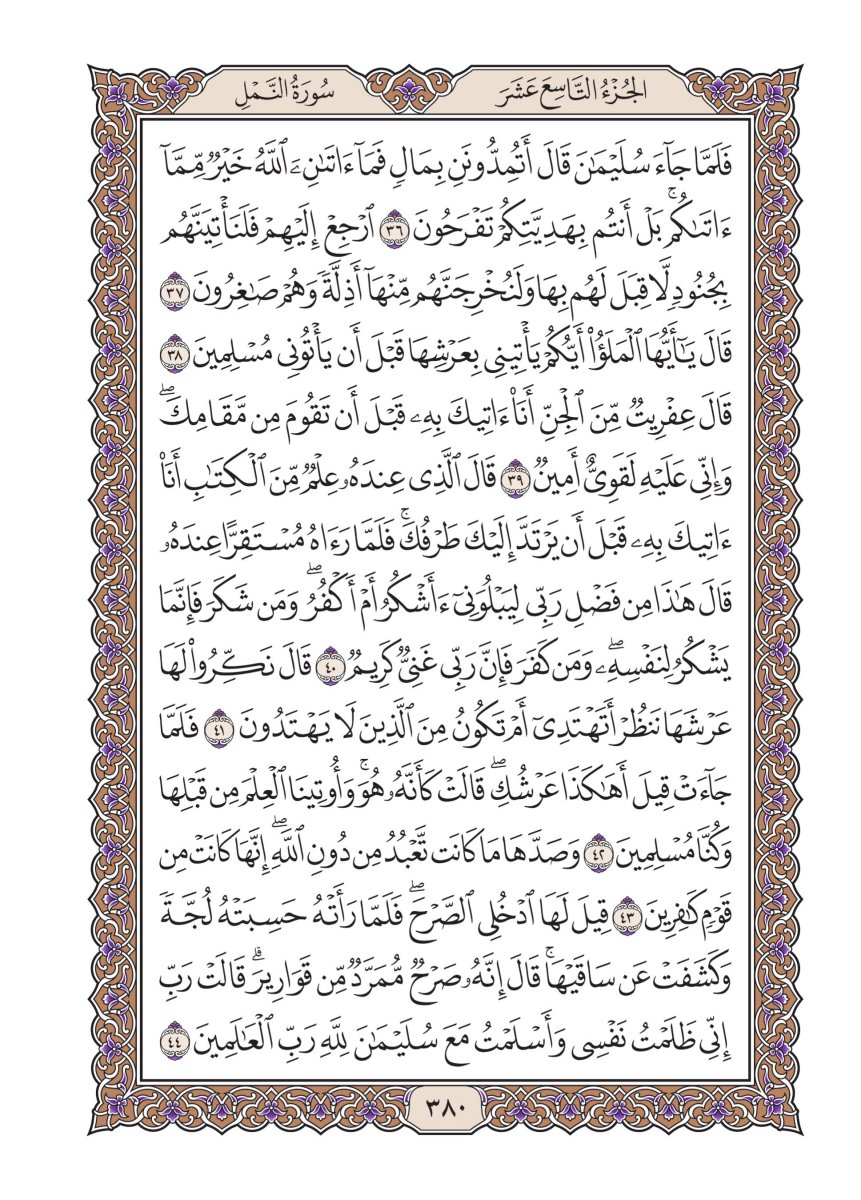 الجُزْءُ التَّاسِعَ عَشَرَ
سُورَةُ النَّمْلِ
فَلَمَّا جَآءَ سُلَيْمَٰنَ قَالَ أَتُمِدُّونَنِ بِمَالٖ فَمَآ ءَاتَىٰنِۦَ ٱللَّهُ خَيۡرٞ مِّمَّآ
ءَاتَىٰكُمۚ بَلۡ أَنتُم بِهَدِيَّتِكُمۡ تَفۡرَحُونَ ٣٦ ٱرۡجِعۡ إِلَيۡهِمۡ فَلَنَأۡتِيَنَّهُم
بِجُنُودٖ لَّا قِبَلَ لَهُم بِهَا وَلَنُخۡرِجَنَّهُم مِّنۡهَآ أَذِلَّةٗ وَهُمۡ صَٰغِرُونَ ٣٧
قَالَ يَٰٓأَيُّهَا ٱلۡمَلَؤُاْ أَيُّكُمۡ يَأۡتِينِي بِعَرۡشِهَا قَبۡلَ أَن يَأۡتُونِي مُسۡلِمِينَ ٣٨
قَالَ عِفۡرِيتٞ مِّنَ ٱلۡجِنِّ أَنَا۠ ءَاتِيكَ بِهِۦ قَبۡلَ أَن تَقُومَ مِن مَّقَامِكَۖ
وَإِنِّي عَلَيۡهِ لَقَوِيٌّ أَمِينٞ ٣٩ قَالَ ٱلَّذِي عِندَهُۥ عِلۡمٞ مِّنَ ٱلۡكِتَٰبِ أَنَا۠
ءَاتِيكَ بِهِۦ قَبۡلَ أَن يَرۡتَدَّ إِلَيۡكَ طَرۡفُكَۚ فَلَمَّا رَءَاهُ مُسۡتَقِرًّا عِندَهُۥ
قَالَ هَٰذَا مِن فَضۡلِ رَبِّي لِيَبۡلُوَنِيٓ ءَأَشۡكُرُ أَمۡ أَكۡفُرُۖ وَمَن شَكَرَ فَإِنَّمَا
يَشۡكُرُ لِنَفۡسِهِۦۖ وَمَن كَفَرَ فَإِنَّ رَبِّي غَنِيّٞ كَرِيمٞ ٤٠ قَالَ نَكِّرُواْ لَهَا
عَرۡشَهَا نَنظُرۡ أَتَهۡتَدِيٓ أَمۡ تَكُونُ مِنَ ٱلَّذِينَ لَا يَهۡتَدُونَ ٤١ فَلَمَّا
جَآءَتۡ قِيلَ أَهَٰكَذَا عَرۡشُكِۖ قَالَتۡ كَأَنَّهُۥ هُوَۚ وَأُوتِينَا ٱلۡعِلۡمَ مِن قَبۡلِهَا
وَكُنَّا مُسۡلِمِينَ ٤٢ وَصَدَّهَا مَا كَانَت تَّعۡبُدُ مِن دُونِ ٱللَّهِۖ إِنَّهَا كَانَتۡ مِن
قَوۡمٖ كَٰفِرِينَ ٤٣ قِيلَ لَهَا ٱدۡخُلِي ٱلصَّرۡحَۖ فَلَمَّا رَأَتۡهُ حَسِبَتۡهُ لُجَّةٗ
وَكَشَفَتۡ عَن سَاقَيۡهَاۚ قَالَ إِنَّهُۥ صَرۡحٞ مُّمَرَّدٞ مِّن قَوَارِيرَۗ قَالَتۡ رَبِّ
إِنِّي ظَلَمۡتُ نَفۡسِي وَأَسۡلَمۡتُ مَعَ سُلَيۡمَٰنَ لِلَّهِ رَبِّ ٱلۡعَٰلَمِينَ ٤٤
٣٨٠